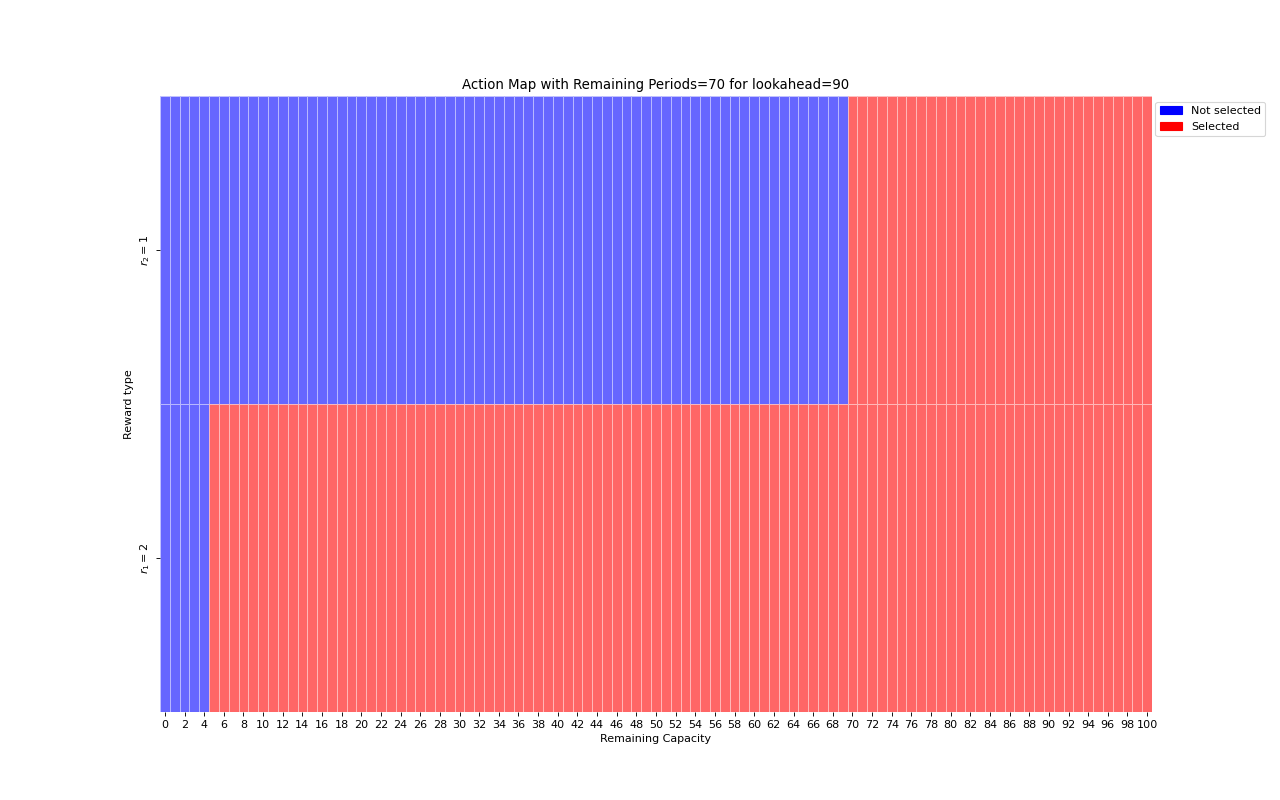 Action Map with Remaining Periods=70 for lookahead=90
Not selected
Selected
r₂ = 1
Reward type
r₁ = 2
0 2 4 6 8 10 12 14 16 18 20 22 24 26 28 30 32 34 36 38 40 42 44 46 48 50 52 54 56 58 60 62 64 66 68 70 72 74 76 78 80 82 84 86 88 90 92 94 96 98 100
Remaining Capacity